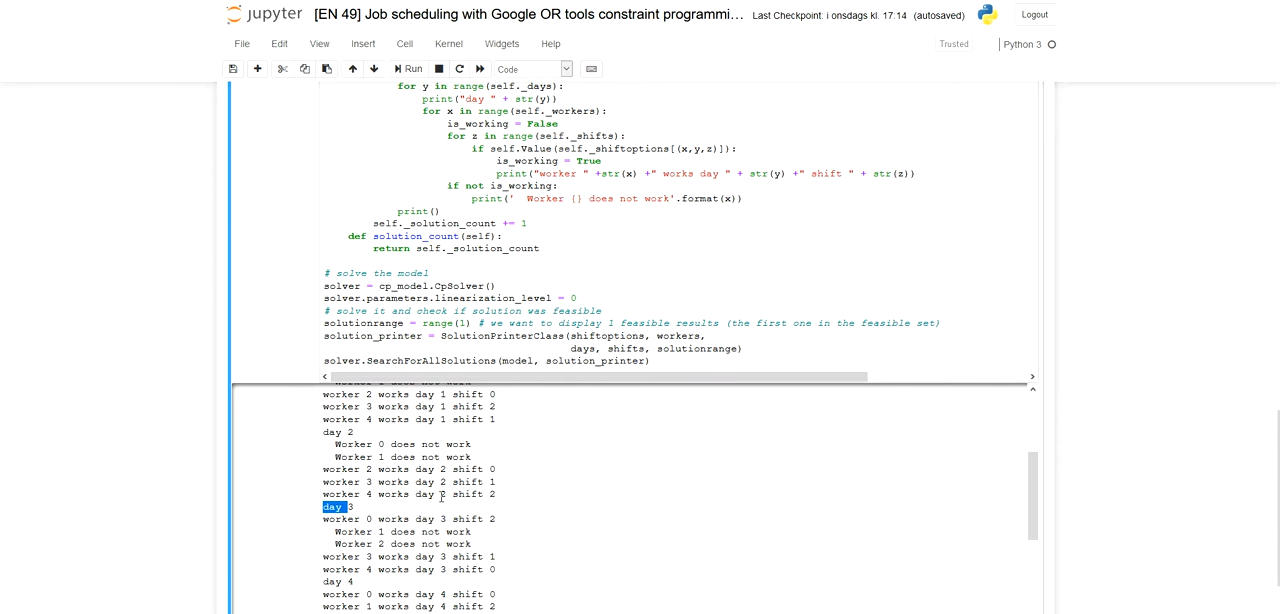 jupyter [EN 49] Job scheduling with Google OR tools constraint programmi... Last Checkpoint: i onsdags kl. 17:14 (autosaved) Logout
File Edit View Insert Cell Kernel Widgets Help Trusted Python 3
Run Code
for y in range(self._days):
print("day " + str(y))
for x in range(self._workers):
is_working = False
for z in range(self._shifts):
if self.Value(self._shiftoptions[(x,y,z)]):
is_working = True
print("worker " +str(x) +" works day " + str(y) +" shift " + str(z))
if not is_working:
print('  Worker {} does not work'.format(x))
print()
self._solution_count += 1
def solution_count(self):
return self._solution_count
# solve the model
solver = cp_model.CpSolver()
solver.parameters.linearization_level = 0
# solve it and check if solution was feasible
solutionrange = range(1) # we want to display 1 feasible results (the first one in the feasible set)
solution_printer = SolutionPrinterClass(shiftoptions, workers,
days, shifts, solutionrange)
solver.SearchForAllSolutions(model, solution_printer)
Worker 1 does not work
worker 2 works day 1 shift 0
worker 3 works day 1 shift 2
worker 4 works day 1 shift 1
day 2
Worker 0 does not work
Worker 1 does not work
worker 2 works day 2 shift 0
worker 3 works day 2 shift 1
worker 4 works day 2 shift 2
day 3
worker 0 works day 3 shift 2
Worker 1 does not work
Worker 2 does not work
worker 3 works day 3 shift 1
worker 4 works day 3 shift 0
day 4
worker 0 works day 4 shift 0
worker 1 works day 4 shift 2